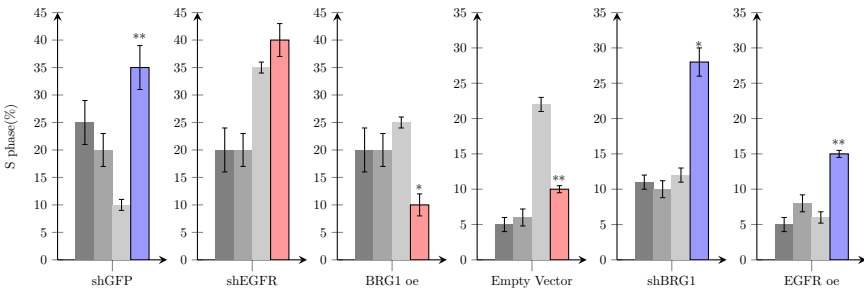 S phase(%)
45 40 35 30 25 20 15 10 5 0
**
shGFP
45 40 35 30 25 20 15 10 5 0
shEGFR
45 40 35 30 25 20 15 10 5 0
*
BRG1 oe
35 30 25 20 15 10 5 0
**
Empty Vector
35 30 25 20 15 10 5 0
*
shBRG1
35 30 25 20 15 10 5 0
**
EGFR oe